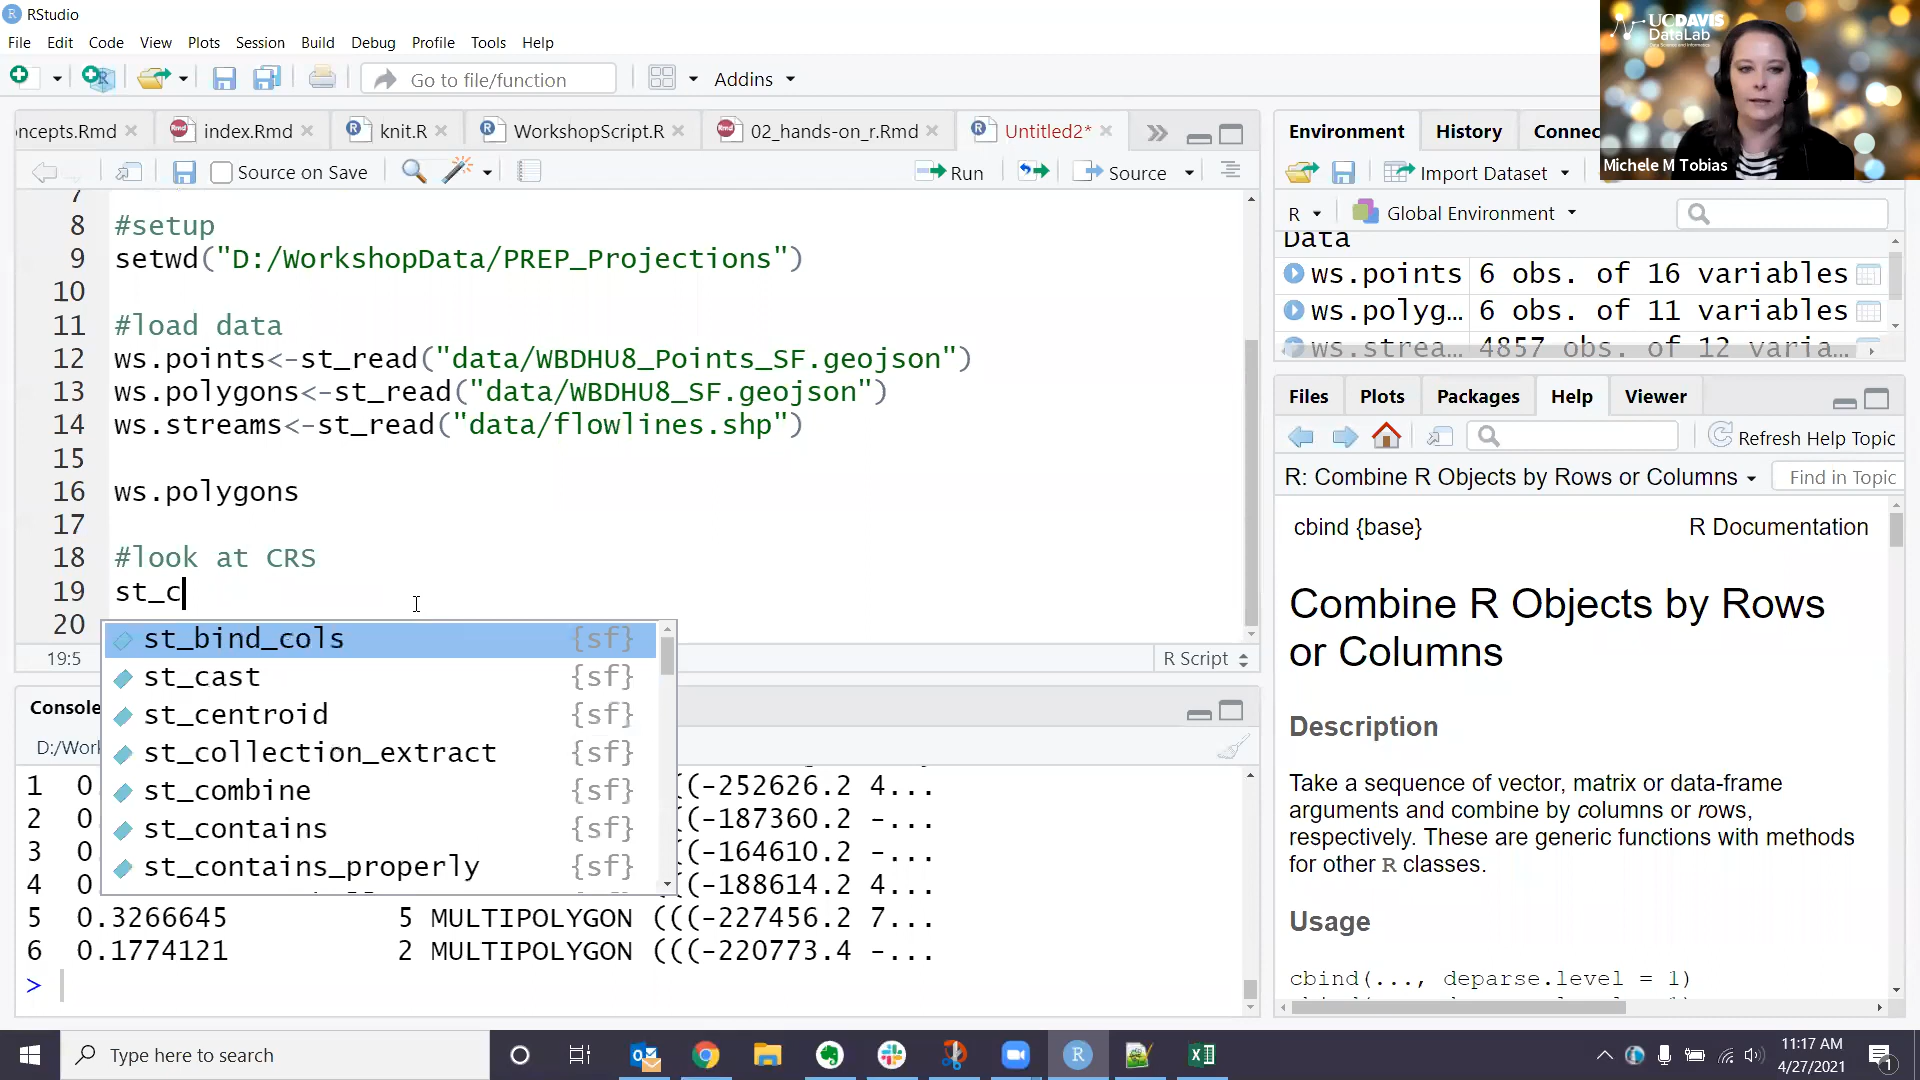 RStudio
File Edit Code View Plots Session Build Debug Profile Tools Help
Go to file/function
Addins
ncepts.Rmd
index.Rmd
knit.R
WorkshopScript.R
02_hands-on_r.Rmd
Untitled2*
Source on Save
Run
Source
7
8 #setup
9 setwd("D:/WorkshopData/PREP_Projections")
10
11 #load data
12 ws.points<-st_read("data/WBDHU8_Points_SF.geojson")
13 ws.polygons<-st_read("data/WBDHU8_SF.geojson")
14 ws.streams<-st_read("data/flowlines.shp")
15
16 ws.polygons
17
18 #look at CRS
19 st_c
20
st_bind_cols {sf}
st_cast {sf}
st_centroid {sf}
st_collection_extract {sf}
st_combine {sf}
st_contains {sf}
st_contains_properly {sf}
19:5
R Script
Console
D:/Work
1 0. ((-252626.2 4...
2 0. ((-187360.2 -...
3 0. ((-164610.2 -...
4 0. ((-188614.2 4...
5 0.3266645 5 MULTIPOLYGON (((-227456.2 7...
6 0.1774121 2 MULTIPOLYGON (((-220773.4 -...
>
Environment History Connec
Import Dataset
R Global Environment
Data
ws.points 6 obs. of 16 variables
ws.polyg... 6 obs. of 11 variables
ws.strea... 4857 obs. of 12 varia...
Files Plots Packages Help Viewer
Refresh Help Topic
R: Combine R Objects by Rows or Columns
Find in Topic
cbind {base} R Documentation
Combine R Objects by Rows
or Columns
Description
Take a sequence of vector, matrix or data-frame
arguments and combine by columns or rows,
respectively. These are generic functions with methods
for other R classes.
Usage
cbind(..., deparse.level = 1)
UCDAVIS
DataLab
Michele M Tobias
Type here to search
11:17 AM
4/27/2021
1